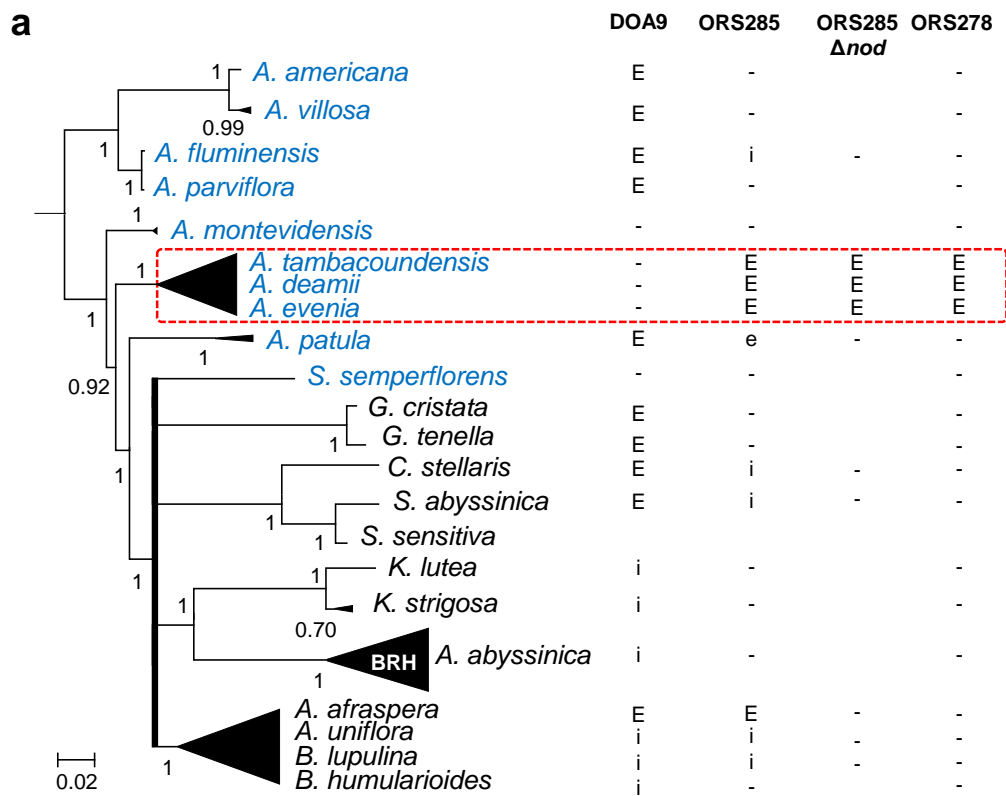 a
DOA9 ORS285 ORS285 Δnod ORS278
1 A. americana E - -
A. villosa E - -
0.99
1
A. fluminensis E i - -
1 A. parviflora E - -
1
A. montevidensis - - -
1 A. tambacoundensis - E E E
A. deamii - E E E
A. evenia - E E E
1
A. patula E e - -
1
0.92
S. semperflorens - - -
G. cristata E - -
1 G. tenella E - -
C. stellaris E i - -
1
S. abyssinica E i - -
1
1 S. sensitiva
1
K. lutea i - -
1
1
K. strigosa i - -
0.70
BRH A. abyssinica i - -
1
A. afraspera E E - -
A. uniflora i i - -
B. lupulina i i - -
1
B. humularioides i - -
0.02